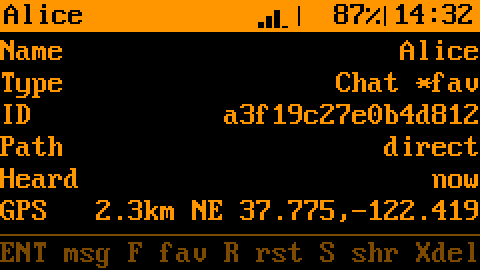 Alice 87%|14:32
Name Alice
Type Chat *fav
ID a3f19c27e0b4d812
Path direct
Heard now
GPS 2.3km NE 37.775,-122.419
ENT msg F fav R rst S shr Xdel